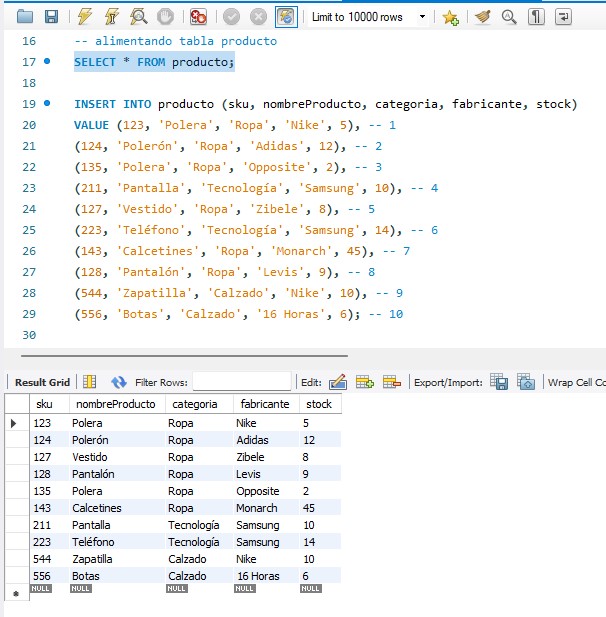 Limit to 10000 rows
16 -- alimentando tabla producto
17 SELECT * FROM producto;
18
19 INSERT INTO producto (sku, nombreProducto, categoria, fabricante, stock)
20 VALUE (123, 'Polera', 'Ropa', 'Nike', 5), -- 1
21 (124, 'Polerón', 'Ropa', 'Adidas', 12), -- 2
22 (135, 'Polera', 'Ropa', 'Opposite', 2), -- 3
23 (211, 'Pantalla', 'Tecnología', 'Samsung', 10), -- 4
24 (127, 'Vestido', 'Ropa', 'Zibele', 8), -- 5
25 (223, 'Teléfono', 'Tecnología', 'Samsung', 14), -- 6
26 (143, 'Calcetines', 'Ropa', 'Monarch', 45), -- 7
27 (128, 'Pantalón', 'Ropa', 'Levis', 9), -- 8
28 (544, 'Zapatilla', 'Calzado', 'Nike', 10), -- 9
29 (556, 'Botas', 'Calzado', '16 Horas', 6); -- 10
30
Result Grid Filter Rows: Edit: Export/Import: Wrap Cell Co
sku nombreProducto categoria fabricante stock
123 Polera Ropa Nike 5
124 Polerón Ropa Adidas 12
127 Vestido Ropa Zibele 8
128 Pantalón Ropa Levis 9
135 Polera Ropa Opposite 2
143 Calcetines Ropa Monarch 45
211 Pantalla Tecnología Samsung 10
223 Teléfono Tecnología Samsung 14
544 Zapatilla Calzado Nike 10
556 Botas Calzado 16 Horas 6
NULL NULL NULL NULL NULL